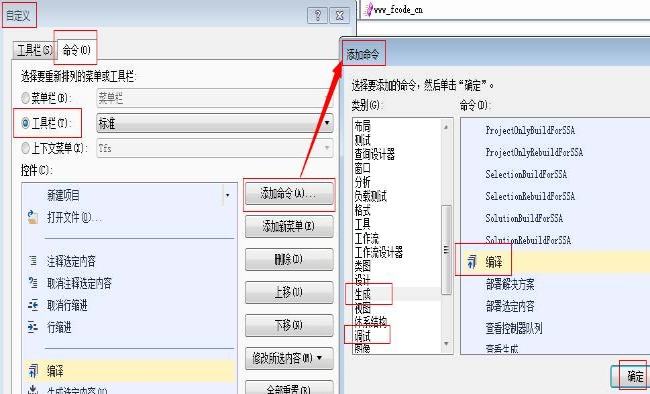 www_fcode_cn
自定义
工具栏(S)
命令(O)
选择要重新排列的菜单或工具栏:
菜单栏(B):
菜单栏
工具栏(T):
标准
上下文菜单(X):
Tfs
控件(C):
新建项目
打开文件(O)...
注释选定内容
取消注释选定内容
取消行缩进
行缩进
编译
生成选定内容(U)
添加命令(A)...
添加新菜单(E)
删除(D)
上移(U)
下移(N)
修改所选内容(M)
全部重置(R)
添加命令
选择要添加的命令，然后单击“确定”。
类别(G):
布局
测试
查询设计器
窗口
分析
负载测试
格式
工具
工作流
工作流设计器
类图
设计
生成
视图
体系结构
调试
图像
命令(D):
ProjectOnlyBuildForSSA
ProjectOnlyRebuildForSSA
SelectionBuildForSSA
SelectionRebuildForSSA
SolutionBuildForSSA
SolutionRebuildForSSA
编译
部署解决方案
部署选定内容
查看控制器队列
查看生成
确定